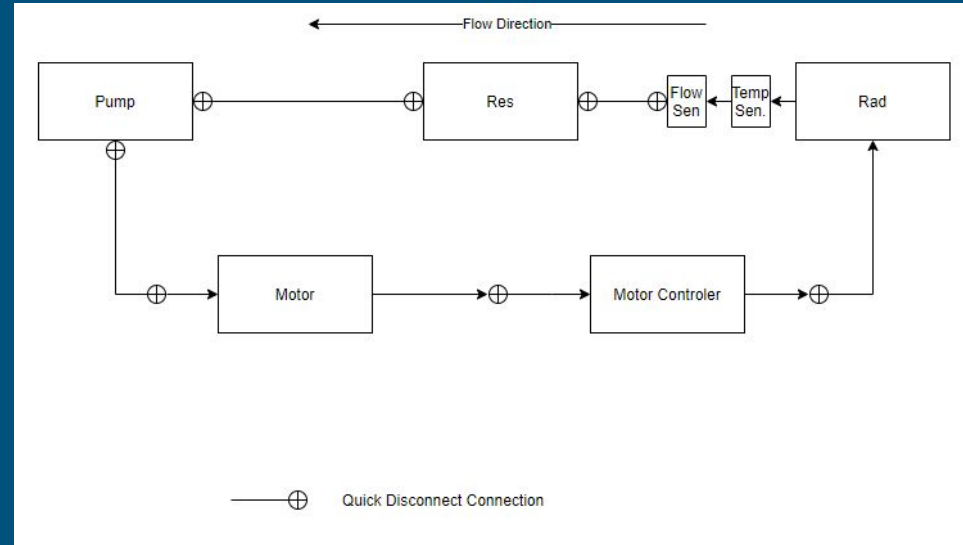 Flow Direction
Pump
Res
Flow
Sen
Temp
Sen.
Rad
Motor
Motor Controler
Quick Disconnect Connection